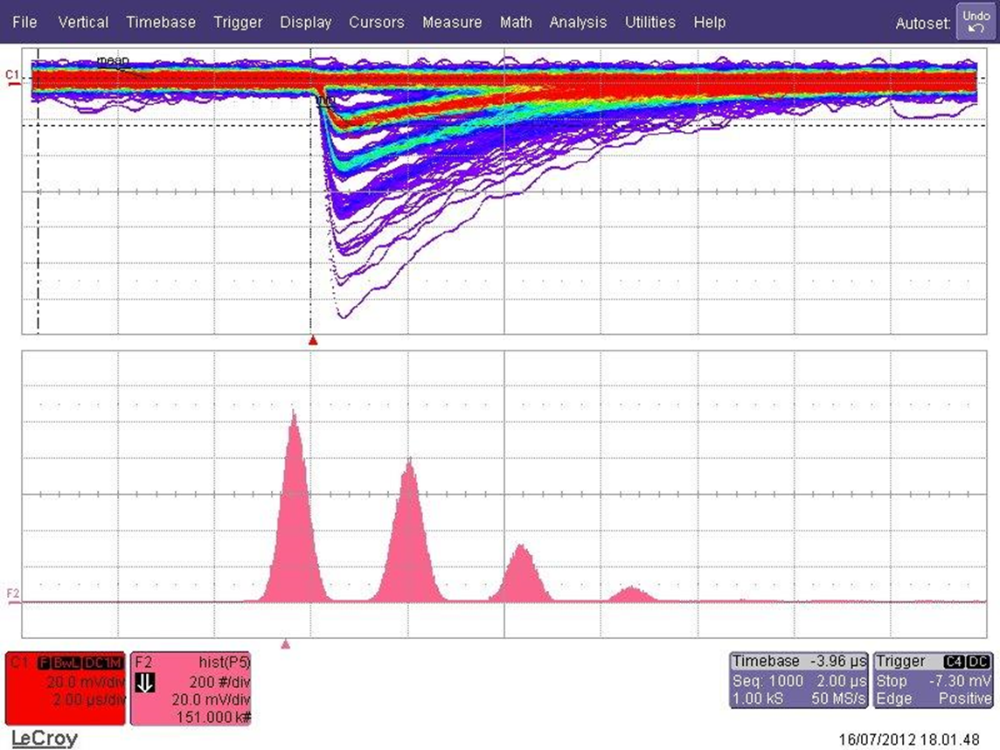 File Vertical Timebase Trigger Display Cursors Measure Math Analysis Utilities Help Autoset: Undo
C1
mean
F2
C1 F BwL DC1M
20.0 mV/div
2.00 µs/div
F2 hist(P5)
200 #/div
20.0 mV/div
151.000 k#
Timebase -3.96 µs
Seq: 1000 2.00 µs
1.00 kS 50 MS/s
Trigger C4 DC
Stop -7.30 mV
Edge Positive
LeCroy
16/07/2012 18.01.48